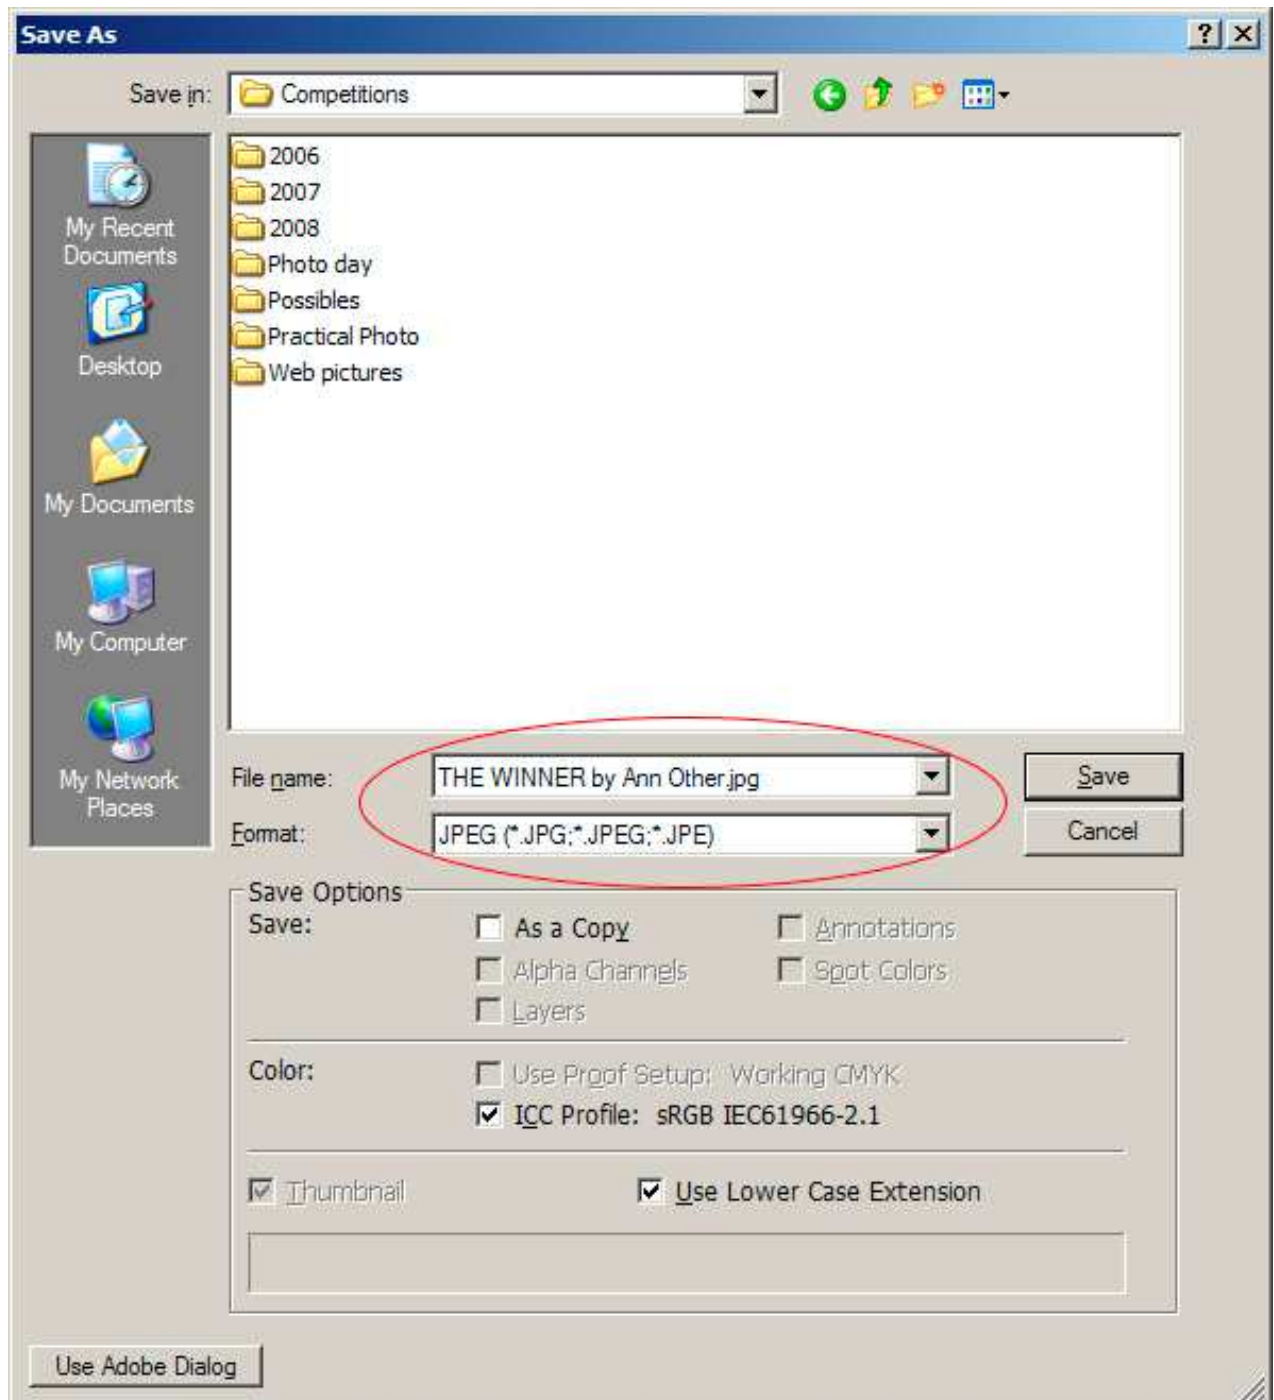 Save As
Save in: Competitions
My Recent Documents
Desktop
My Documents
My Computer
My Network Places
2006
2007
2008
Photo day
Possibles
Practical Photo
Web pictures
File name: THE WINNER by Ann Other.jpg
Save
Format: JPEG (*.JPG;*.JPEG;*.JPE)
Cancel
Save Options
Save: As a Copy Annotations
Alpha Channels Spot Colors
Layers
Color: Use Proof Setup: Working CMYK
ICC Profile: sRGB IEC61966-2.1
Thumbnail Use Lower Case Extension
Use Adobe Dialog